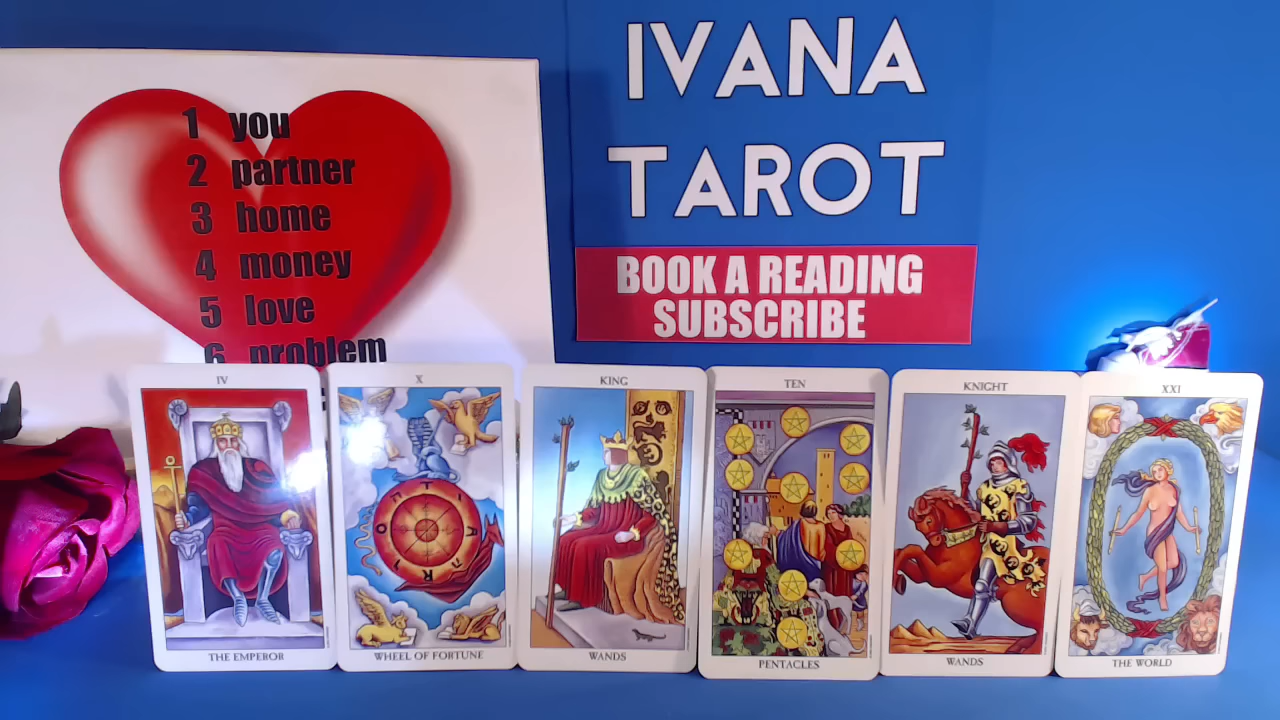 1 you
2 partner
3 home
4 money
5 love
6 problem
IVANA
TAROT
BOOK A READING
SUBSCRIBE
IV
THE EMPEROR
X
WHEEL OF FORTUNE
KING
WANDS
TEN
PENTACLES
KNIGHT
WANDS
XXI
THE WORLD